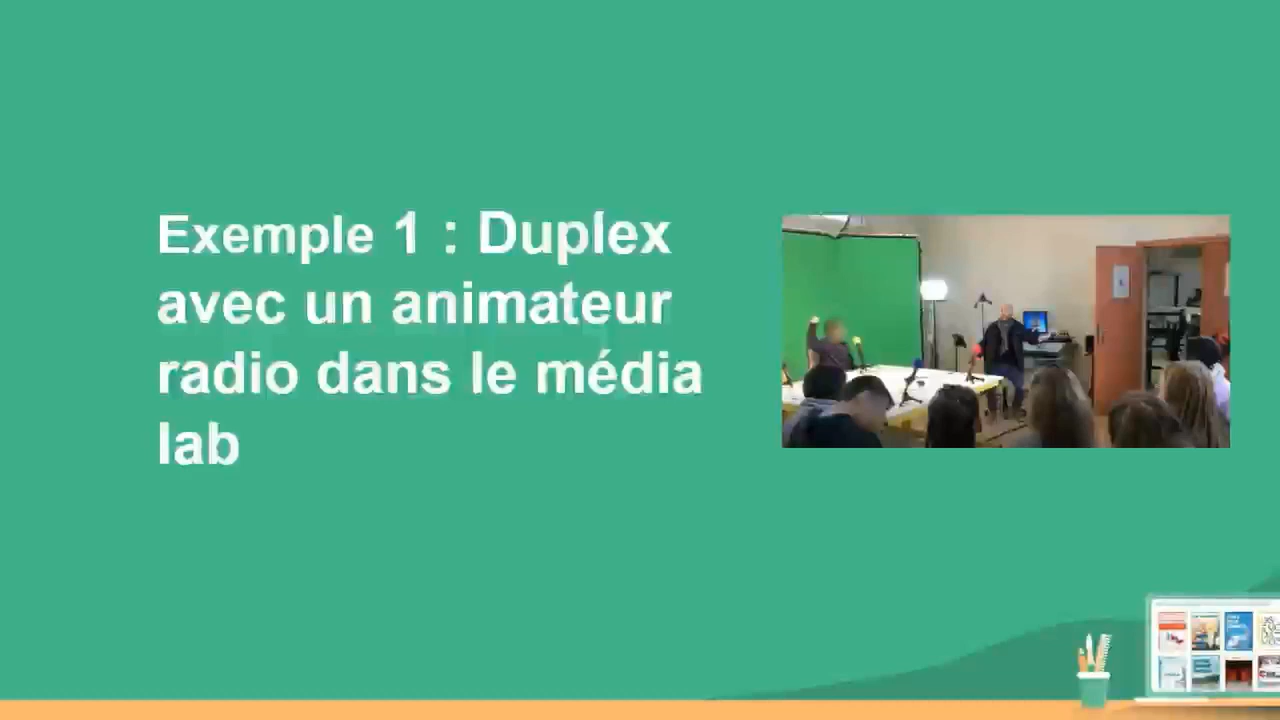 Exemple 1 : Duplex
avec un animateur
radio dans le média
lab